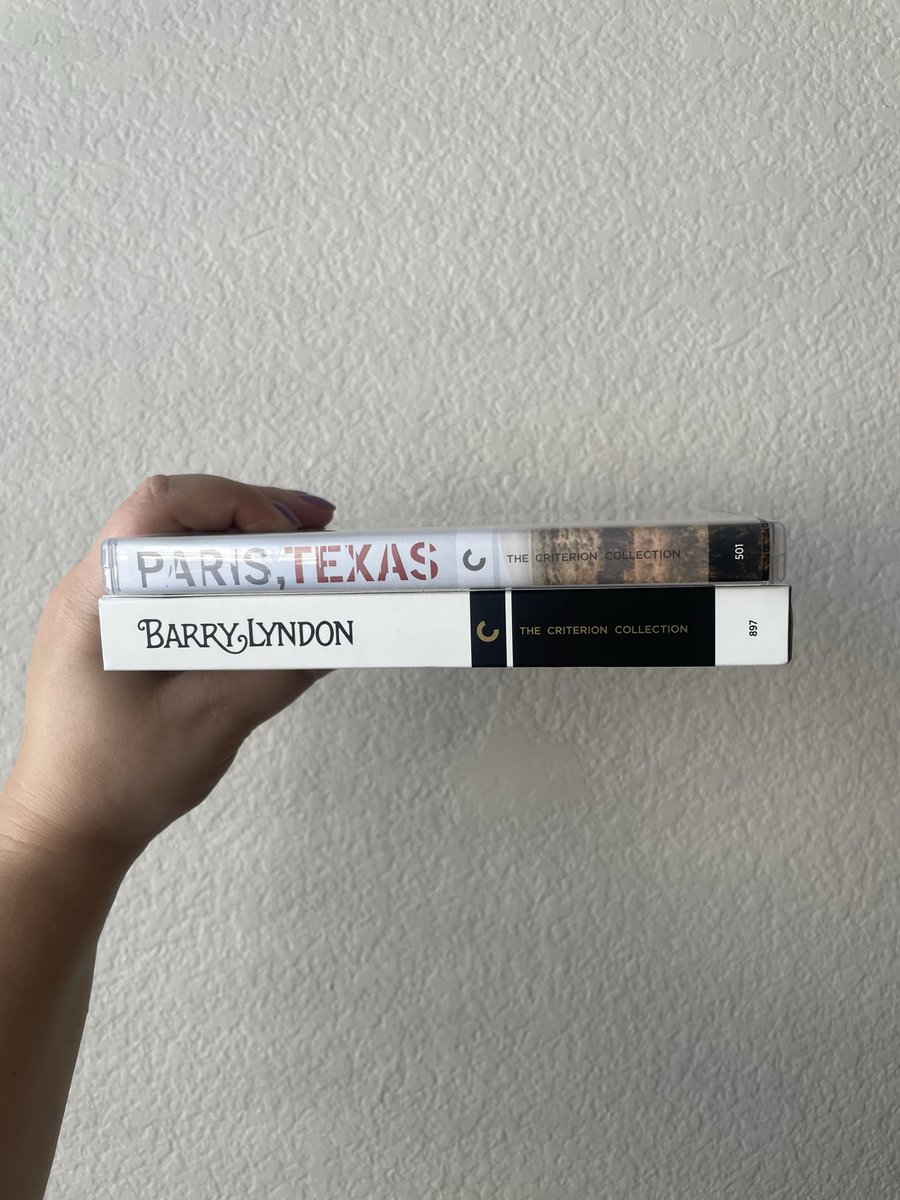 PARIS, TEXAS THE CRITERION COLLECTION 501
BARRY LYNDON THE CRITERION COLLECTION 897